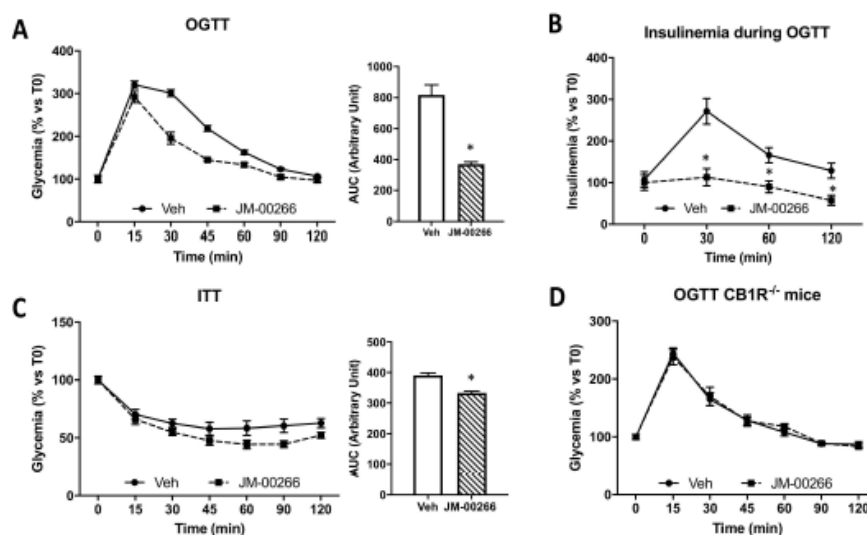 A
OGTT
Glycemia (% vs T0)
400
300
200
100
0
Veh
JM-00266
0 15 30 45 60 90 120
Time (min)
AUC (Arbitrary Unit)
1000
800
600
400
200
0
*
Veh JM-00266
B
Insulinemia during OGTT
Insulinemia (% vs T0)
400
300
200
100
0
*
*
*
Veh
JM-00266
0 30 60 120
Time (min)
C
ITT
Glycemia (% vs T0)
150
100
50
0
Veh
JM-00266
0 15 30 45 60 90 120
Time (min)
AUC (Arbitrary Unit)
500
400
300
200
100
0
*
Veh JM-00266
D
OGTT CB1R-/- mice
Glycemia (% vs T0)
300
200
100
0
Veh
JM-00266
0 15 30 45 60 90 120
Time (min)